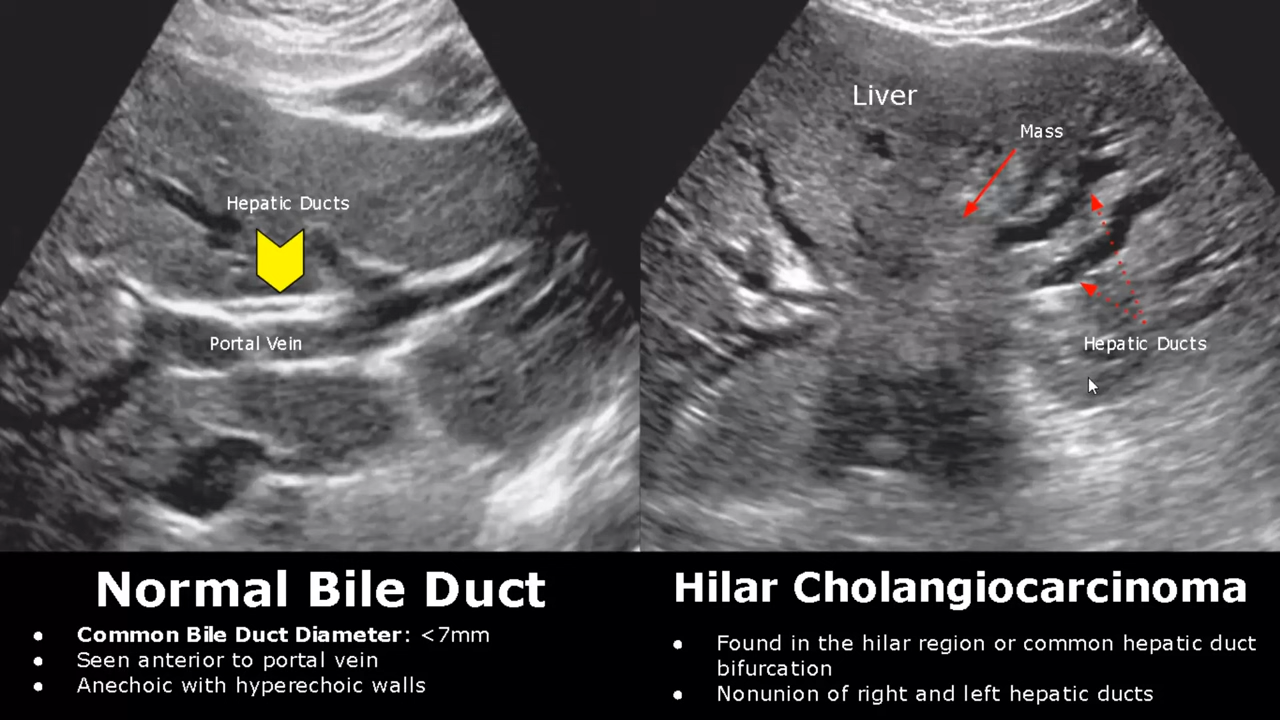 Hepatic Ducts
Portal Vein
Normal Bile Duct
• Common Bile Duct Diameter: <7mm
• Seen anterior to portal vein
• Anechoic with hyperechoic walls
Liver
Mass
Hepatic Ducts
Hilar Cholangiocarcinoma
• Found in the hilar region or common hepatic duct
bifurcation
• Nonunion of right and left hepatic ducts